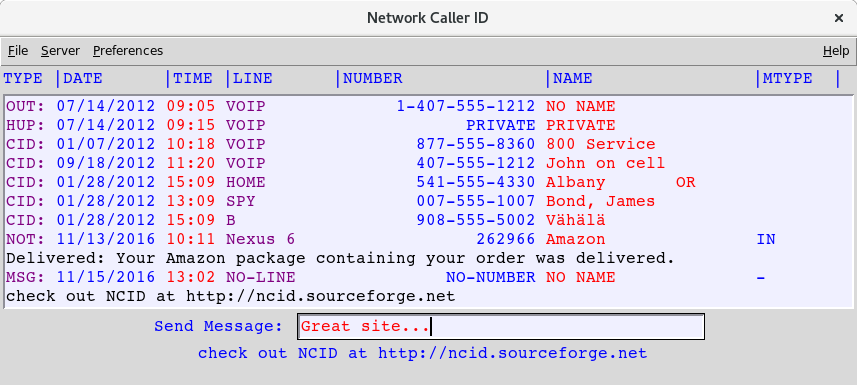 Network Caller ID ×
File Server Preferences Help
TYPE |DATE |TIME |LINE |NUMBER |NAME |MTYPE |
OUT: 07/14/2012 09:05 VOIP 1-407-555-1212 NO NAME
HUP: 07/14/2012 09:15 VOIP PRIVATE PRIVATE
CID: 01/07/2012 10:18 VOIP 877-555-8360 800 Service
CID: 09/18/2012 11:20 VOIP 407-555-1212 John on cell
CID: 01/28/2012 15:09 HOME 541-555-4330 Albany OR
CID: 01/28/2012 13:09 SPY 007-555-1007 Bond, James
CID: 01/28/2012 15:09 B 908-555-5002 Vähälä
NOT: 11/13/2016 10:11 Nexus 6 262966 Amazon IN
Delivered: Your Amazon package containing your order was delivered.
MSG: 11/15/2016 13:02 NO-LINE NO-NUMBER NO NAME -
check out NCID at http://ncid.sourceforge.net
Send Message: Great site...
check out NCID at http://ncid.sourceforge.net